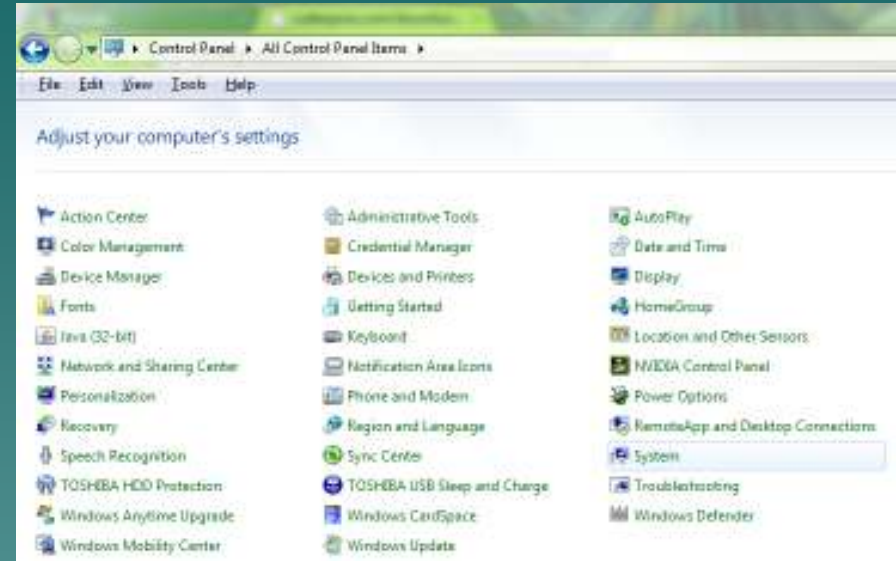 Control Panel ▸ All Control Panel Items ▸
File Edit View Tools Help
Adjust your computer's settings
Action Center Administrative Tools AutoPlay
Color Management Credential Manager Date and Time
Device Manager Devices and Printers Display
Fonts Getting Started HomeGroup
Java (32-bit) Keyboard Location and Other Sensors
Network and Sharing Center Notification Area Icons NVIDIA Control Panel
Personalization Phone and Modem Power Options
Recovery Region and Language RemoteApp and Desktop Connections
Speech Recognition Sync Center System
TOSHIBA HDD Protection TOSHIBA USB Sleep and Charge Troubleshooting
Windows Anytime Upgrade Windows CardSpace Windows Defender
Windows Mobility Center Windows Update